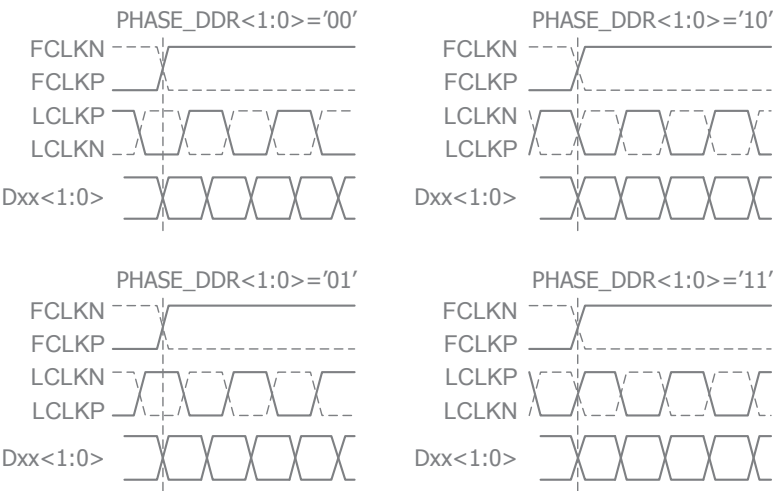 PHASE_DDR<1:0>='00'
FCLKN
FCLKP
LCLKP
LCLKN
Dxx<1:0>
PHASE_DDR<1:0>='10'
FCLKN
FCLKP
LCLKN
LCLKP
Dxx<1:0>
PHASE_DDR<1:0>='01'
FCLKN
FCLKP
LCLKN
LCLKP
Dxx<1:0>
PHASE_DDR<1:0>='11'
FCLKN
FCLKP
LCLKP
LCLKN
Dxx<1:0>